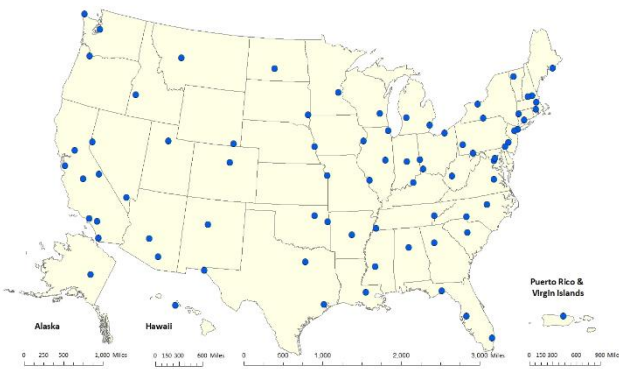 Puerto Rico &
Virgin Islands
Alaska
Hawaii
0 250 500 1,000 Miles
0 150 300 600 Miles
0 500 1,000 2,000 3,000 Miles
0 150 300 600 900 Miles